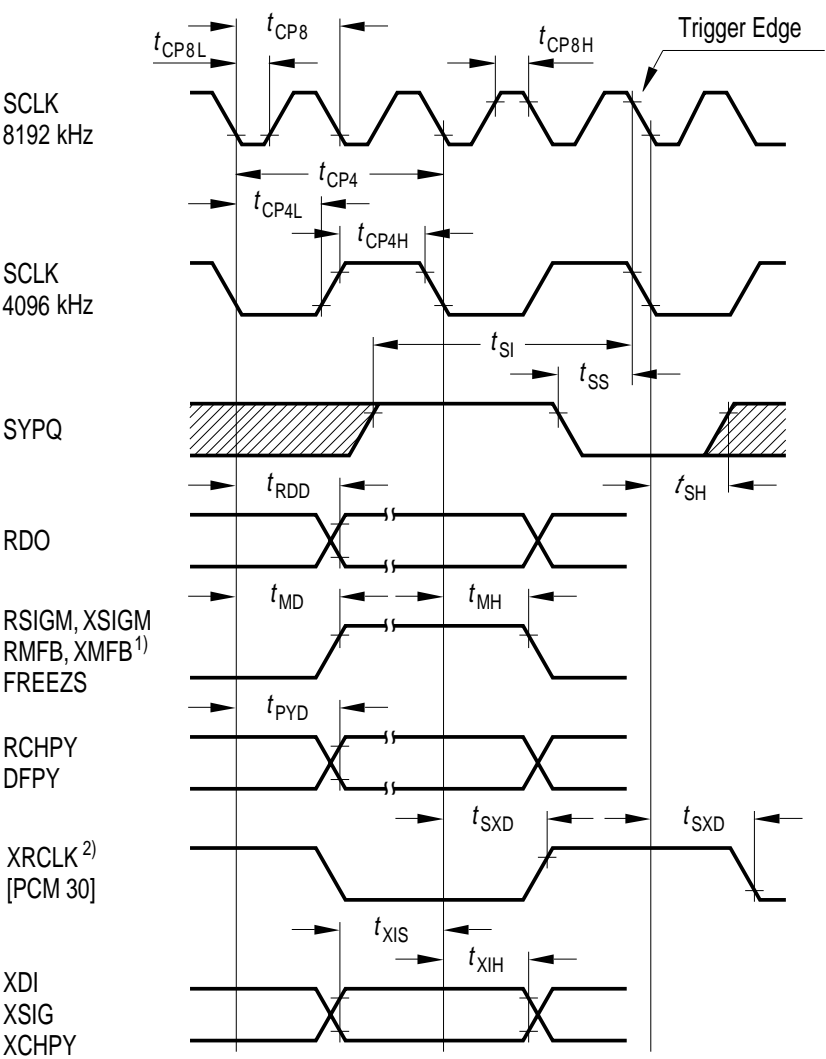 Trigger Edge
tCP8
tCP8L
tCP8H
SCLK
8192 kHz
tCP4
tCP4L
tCP4H
SCLK
4096 kHz
tSI
tSS
SYPQ
tRDD
tSH
RDO
tMD
tMH
RSIGM, XSIGM
RMFB, XMFB1)
FREEZS
tPYD
RCHPY
DFPY
tSXD
tSXD
XRCLK 2)
[PCM 30]
tXIS
tXIH
XDI
XSIG
XCHPY